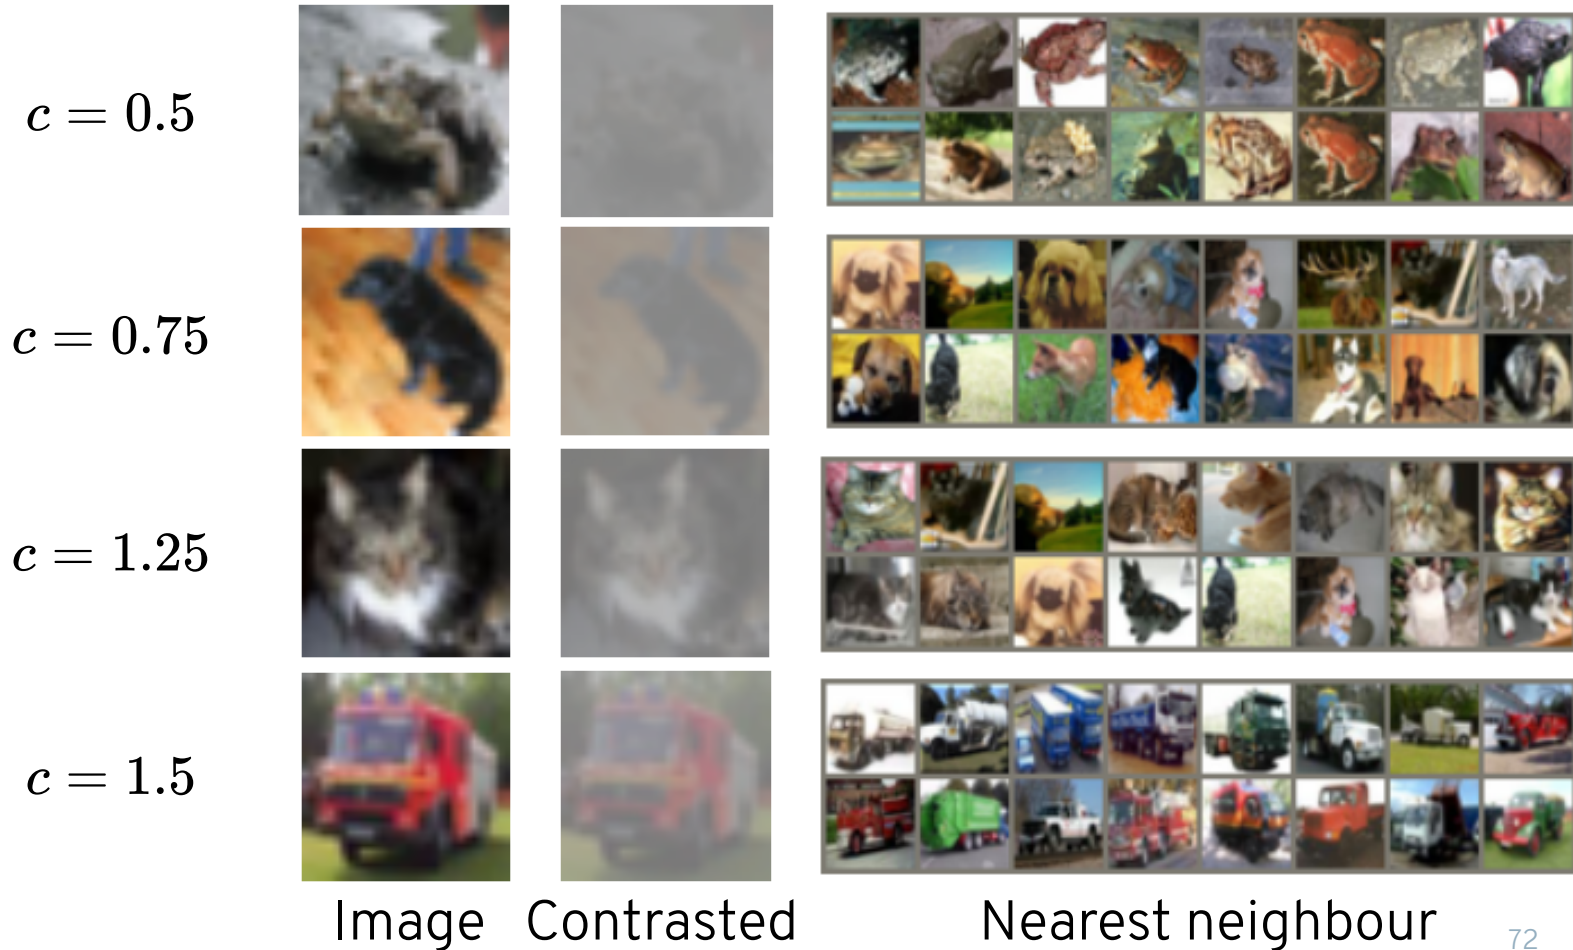 c = 0.5
c = 0.75
c = 1.25
c = 1.5
Image Contrasted Nearest neighbour
72